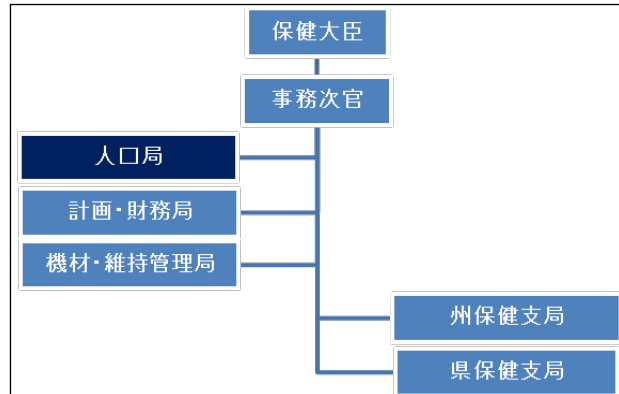 保健大臣
事務次官
人口局
計画・財務局
機材・維持管理局
州保健支局
県保健支局